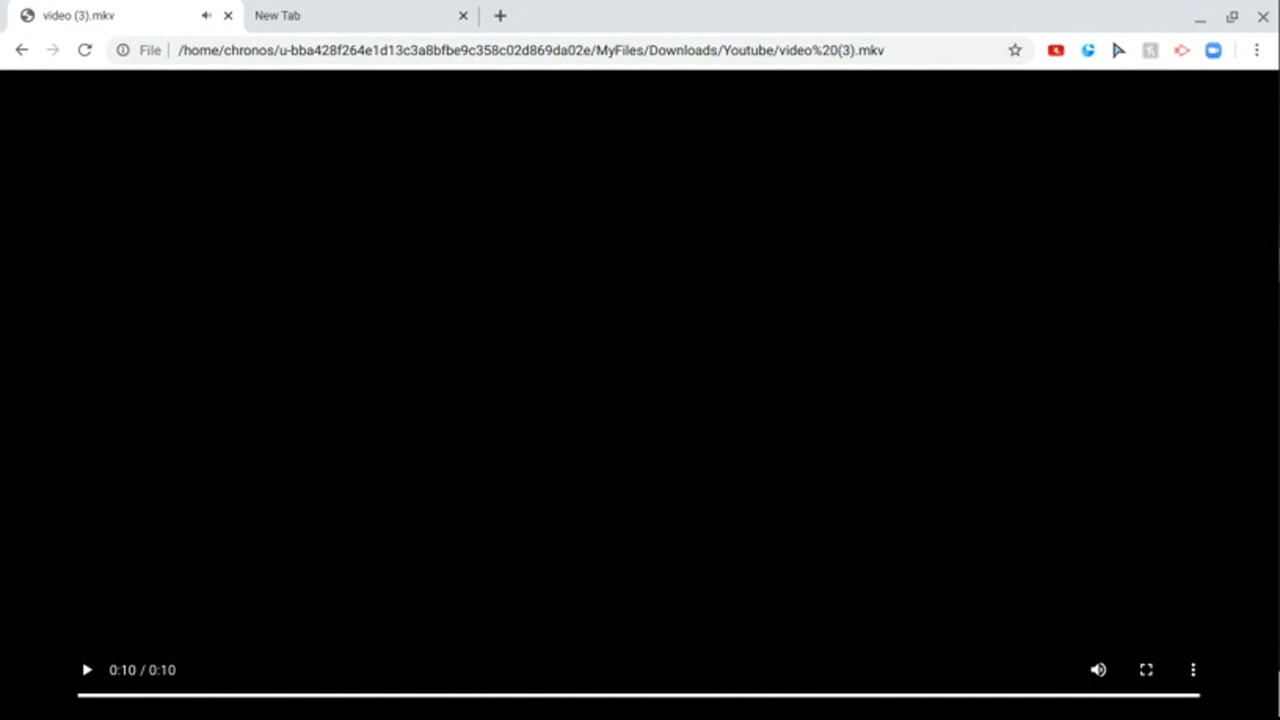 video (3).mkv
New Tab
File
/home/chronos/u-bba428f264e1d13c3a8bfbe9c358c02d869da02e/MyFiles/Downloads/Youtube/video%20(3).mkv
0:10 / 0:10